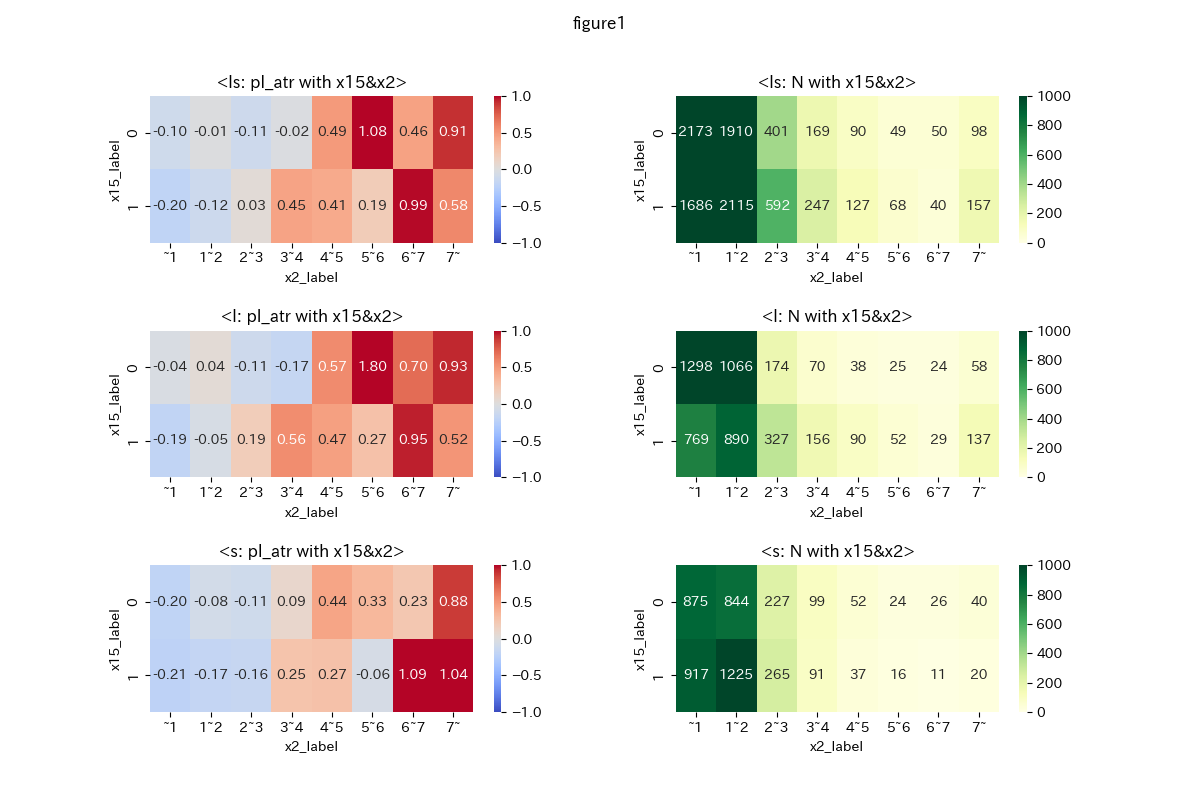 figure1
<ls: pl_atr with x15&x2>
x15_label
0 -0.10 -0.01 -0.11 -0.02 0.49 1.08 0.46 0.91
1 -0.20 -0.12 0.03 0.45 0.41 0.19 0.99 0.58
~1 1~2 2~3 3~4 4~5 5~6 6~7 7~
x2_label
1.0
0.5
0.0
−0.5
−1.0
<ls: N with x15&x2>
x15_label
0 2173 1910 401 169 90 49 50 98
1 1686 2115 592 247 127 68 40 157
~1 1~2 2~3 3~4 4~5 5~6 6~7 7~
x2_label
1000
800
600
400
200
0
<l: pl_atr with x15&x2>
x15_label
0 -0.04 0.04 -0.11 -0.17 0.57 1.80 0.70 0.93
1 -0.19 -0.05 0.19 0.56 0.47 0.27 0.95 0.52
~1 1~2 2~3 3~4 4~5 5~6 6~7 7~
x2_label
1.0
0.5
0.0
−0.5
−1.0
<l: N with x15&x2>
x15_label
0 1298 1066 174 70 38 25 24 58
1 769 890 327 156 90 52 29 137
~1 1~2 2~3 3~4 4~5 5~6 6~7 7~
x2_label
1000
800
600
400
200
0
<s: pl_atr with x15&x2>
x15_label
0 -0.20 -0.08 -0.11 0.09 0.44 0.33 0.23 0.88
1 -0.21 -0.17 -0.16 0.25 0.27 -0.06 1.09 1.04
~1 1~2 2~3 3~4 4~5 5~6 6~7 7~
x2_label
1.0
0.5
0.0
−0.5
−1.0
<s: N with x15&x2>
x15_label
0 875 844 227 99 52 24 26 40
1 917 1225 265 91 37 16 11 20
~1 1~2 2~3 3~4 4~5 5~6 6~7 7~
x2_label
1000
800
600
400
200
0